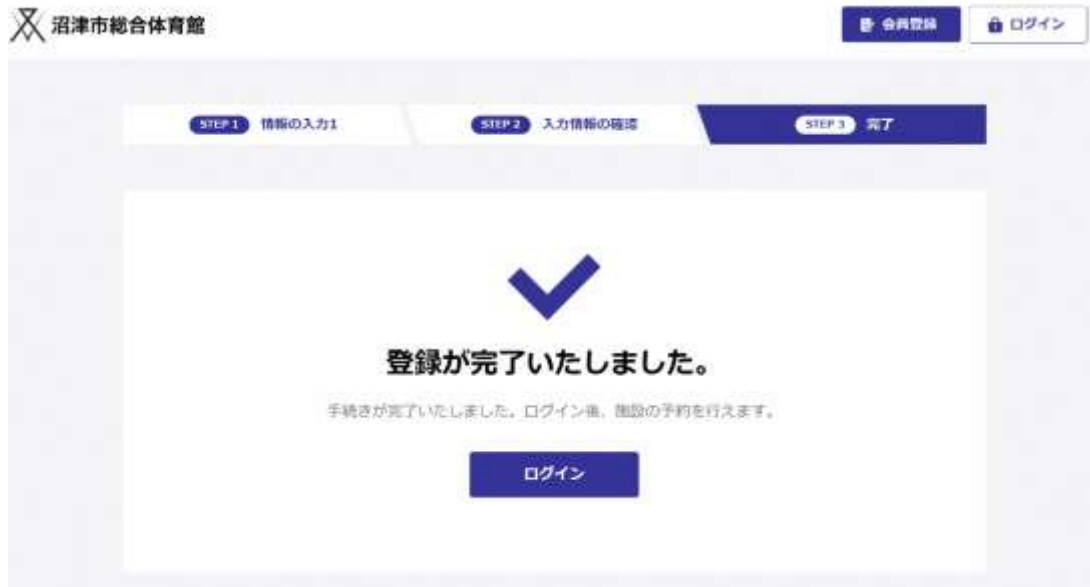 沼津市総合体育館
会員登録
ログイン
STEP 1 情報の入力1
STEP 2 入力情報の確認
STEP 3 完了
登録が完了いたしました。
手続きが完了いたしました。ログイン後、施設の予約を行えます。
ログイン